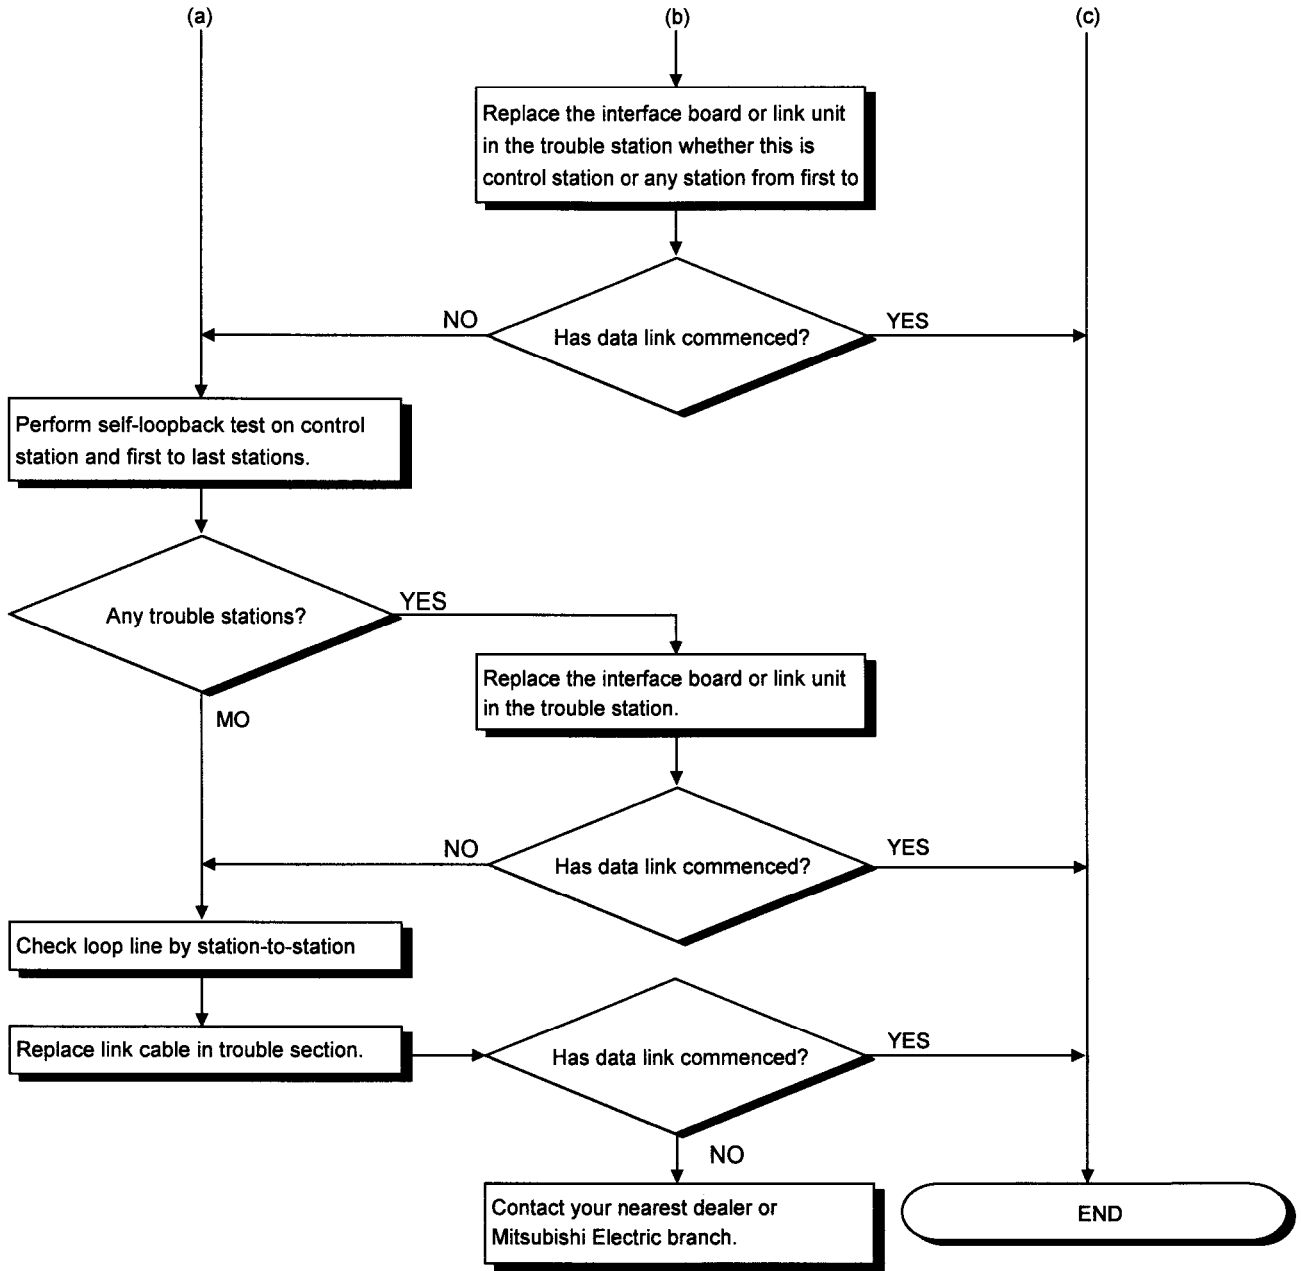 (a)
(b)
(c)
Replace the interface board or link unit
in the trouble station whether this is
control station or any station from first to
NO
Has data link commenced?
YES
Perform self-loopback test on control
station and first to last stations.
Any trouble stations?
YES
Replace the interface board or link unit
in the trouble station.
MO
NO
Has data link commenced?
YES
Check loop line by station-to-station
Replace link cable in trouble section.
Has data link commenced?
YES
NO
Contact your nearest dealer or
Mitsubishi Electric branch.
END